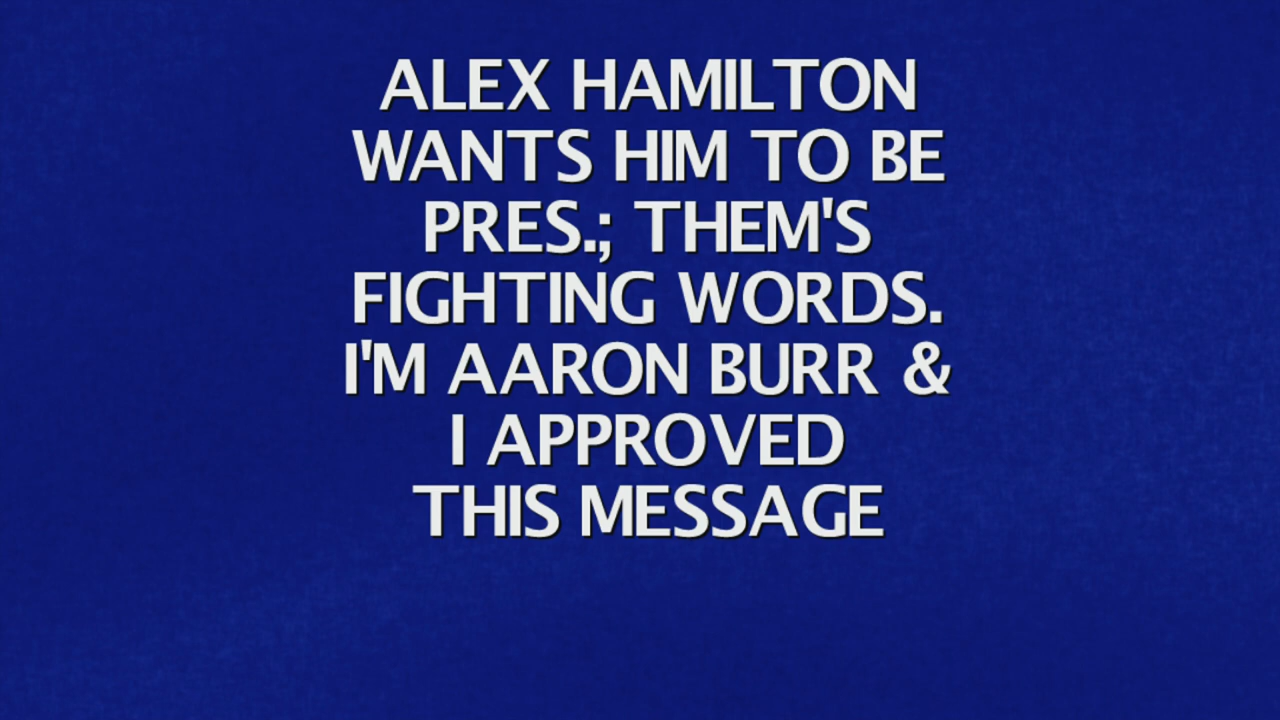 ALEX HAMILTON
WANTS HIM TO BE
PRES.; THEM'S
FIGHTING WORDS.
I'M AARON BURR &
I APPROVED
THIS MESSAGE